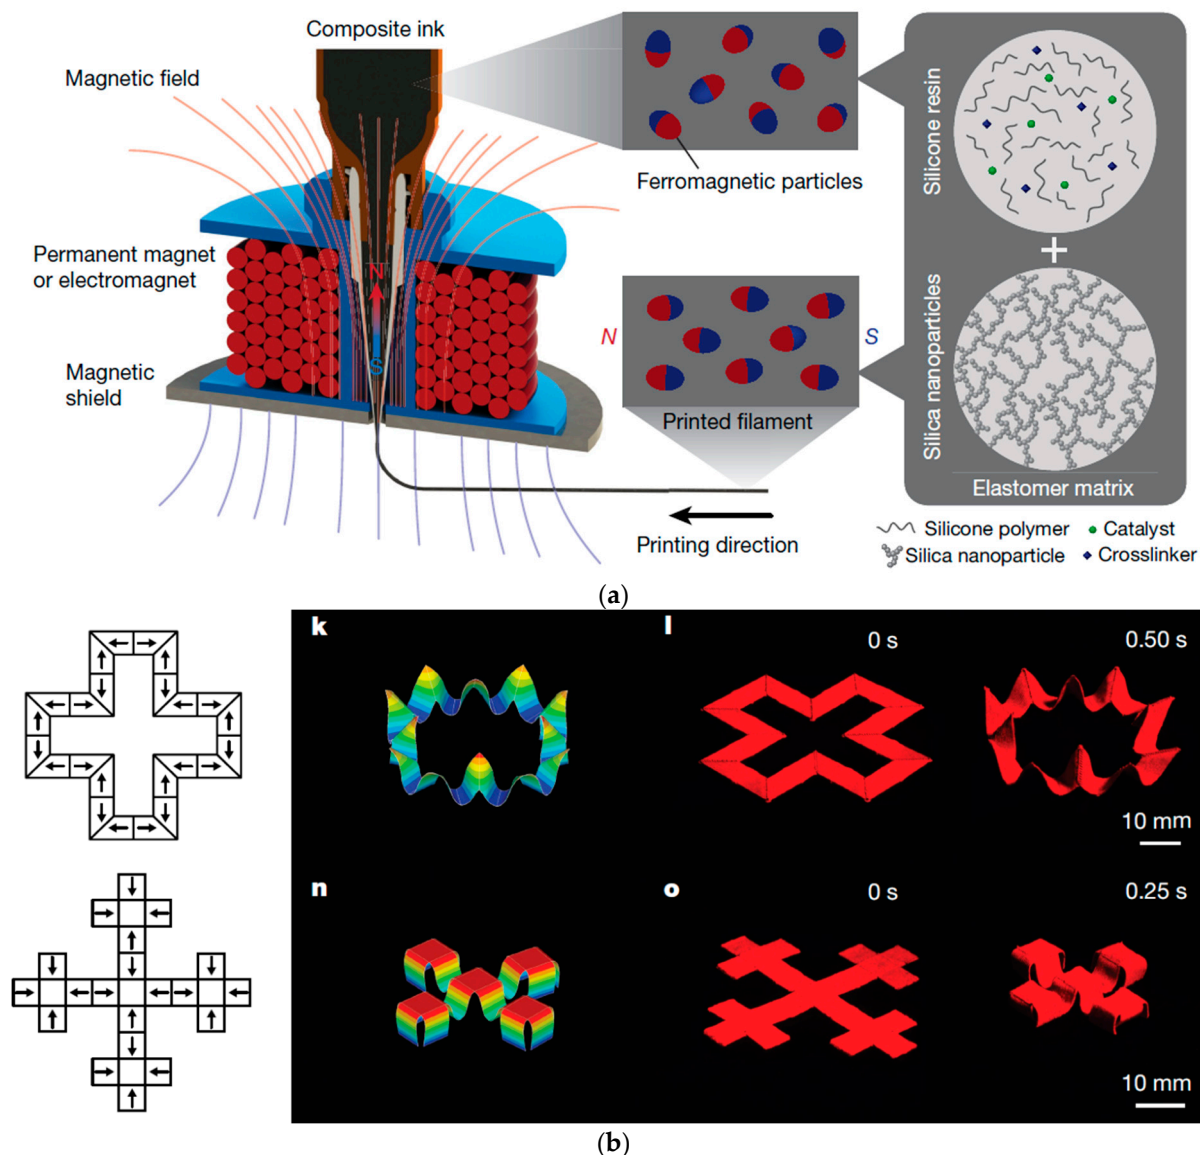 Composite ink
Magnetic field
Permanent magnet
or electromagnet
Magnetic
shield
N
S
Ferromagnetic particles
N
S
Printed filament
Printing direction
Silicone resin
+
Silica nanoparticles
Elastomer matrix
Silicone polymer
Catalyst
Silica nanoparticle
Crosslinker
(a)
k
l
0 s
0.50 s
10 mm
n
o
0 s
0.25 s
10 mm
(b)